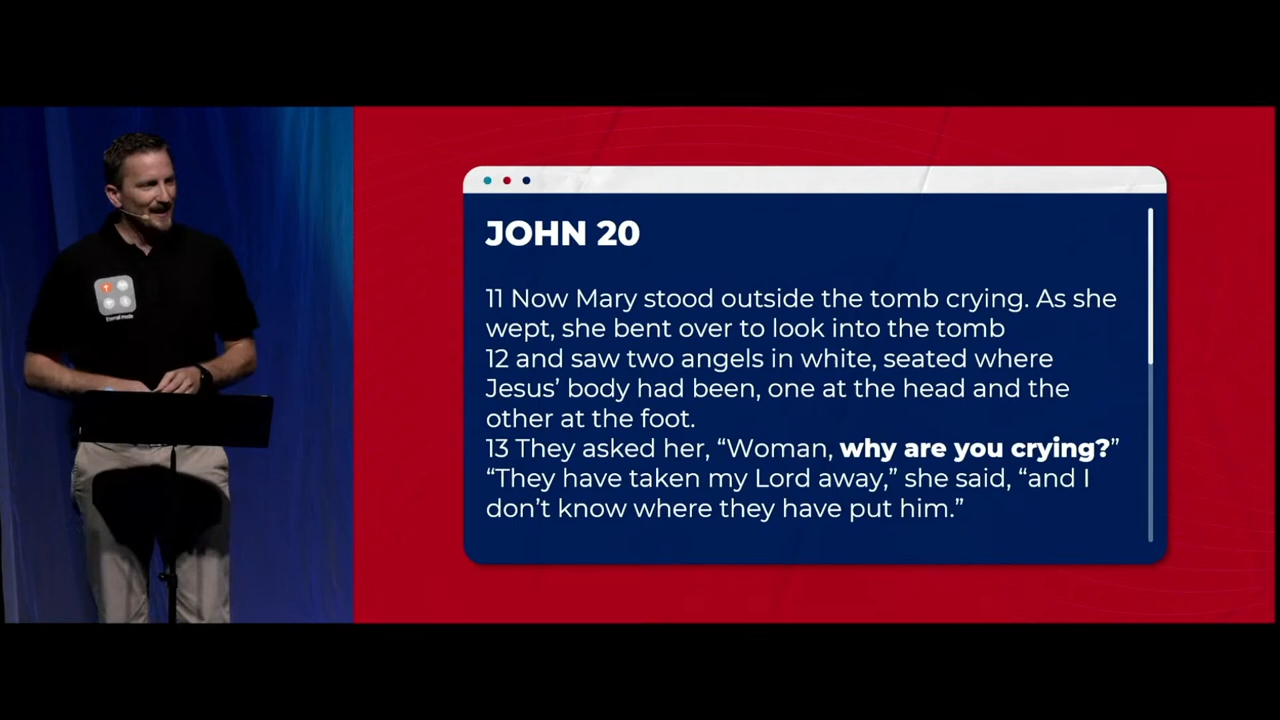 JOHN 20
11 Now Mary stood outside the tomb crying. As she
wept, she bent over to look into the tomb
12 and saw two angels in white, seated where
Jesus’ body had been, one at the head and the
other at the foot.
13 They asked her, “Woman, why are you crying?”
“They have taken my Lord away,” she said, “and I
don’t know where they have put him.”